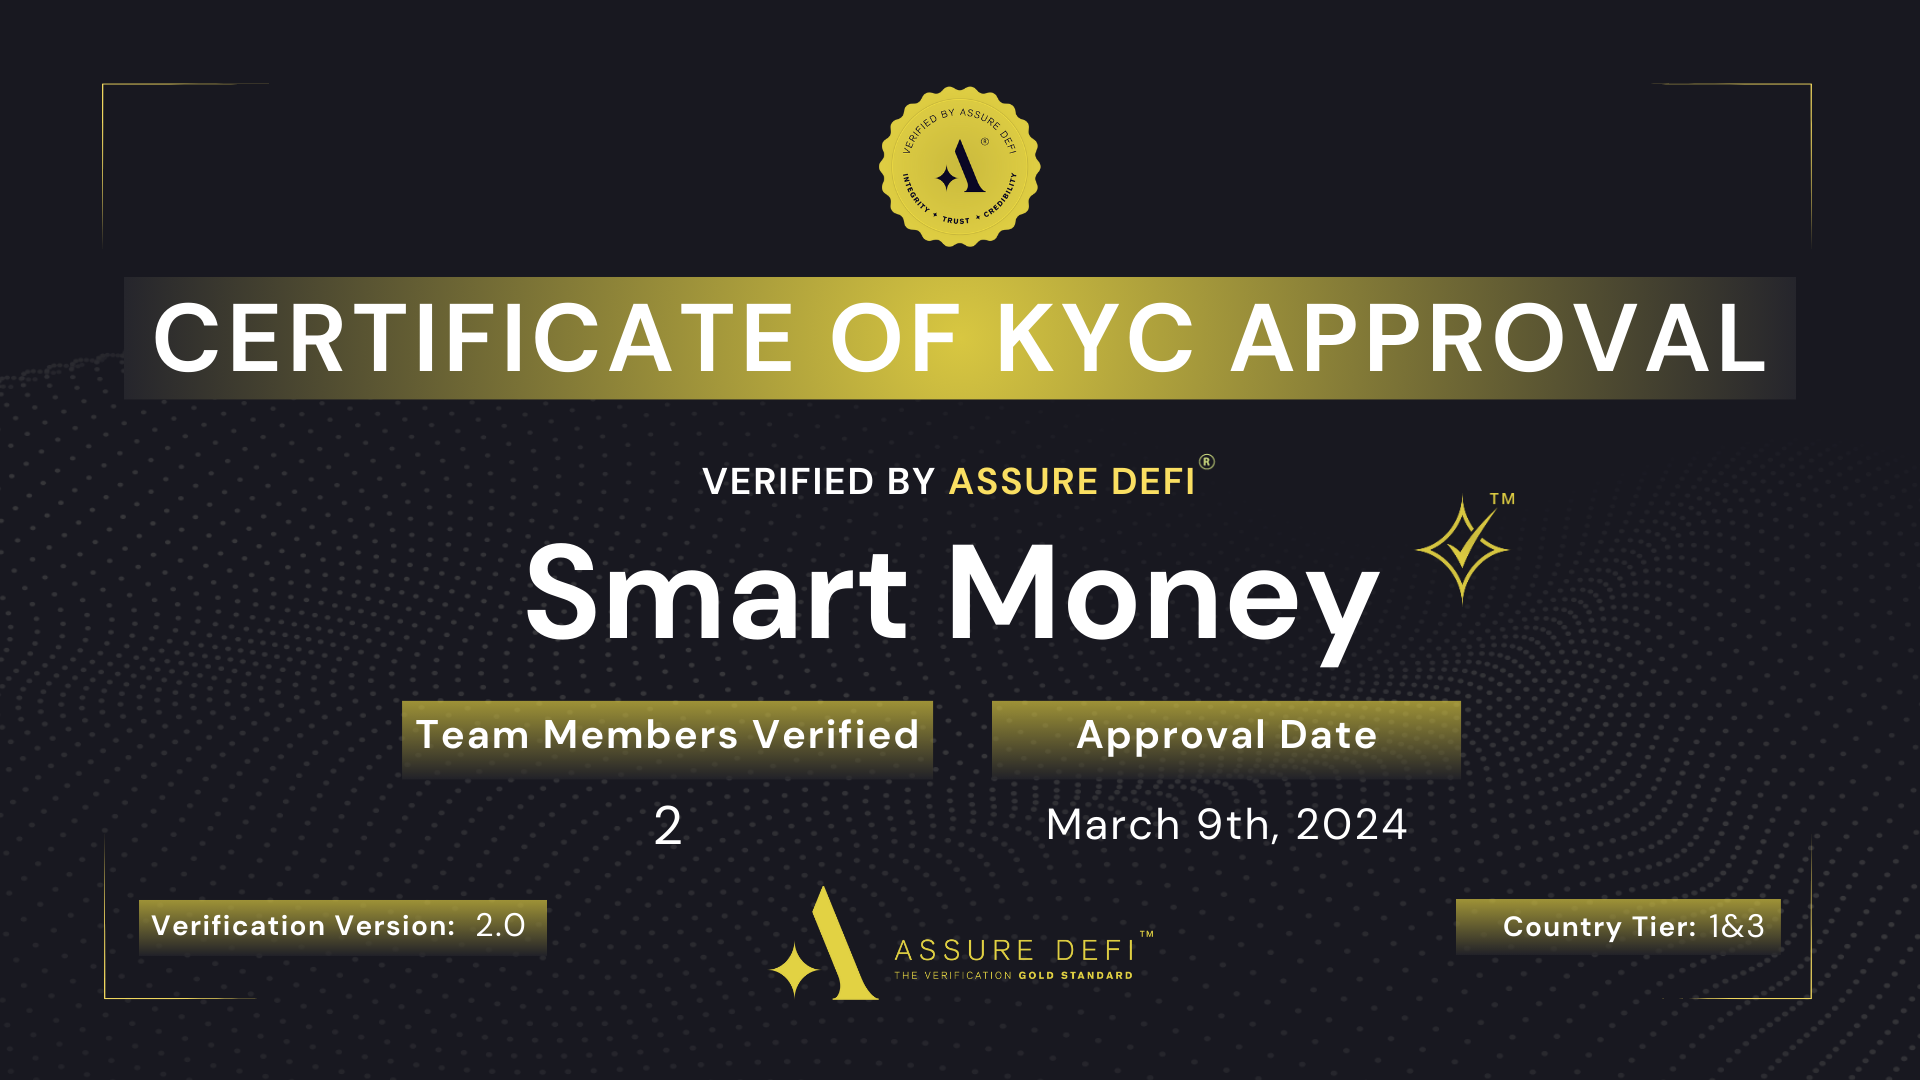 VERIFIED BY ASSURE DEFI
®
INTEGRITY ✦ TRUST ✦ CREDIBILITY
CERTIFICATE OF KYC APPROVAL
VERIFIED BY ASSURE DEFI®
TM
Smart Money
Team Members Verified
Approval Date
2
March 9th, 2024
Verification Version: 2.0
ASSURE DEFI™
THE VERIFICATION GOLD STANDARD
Country Tier: 1&3